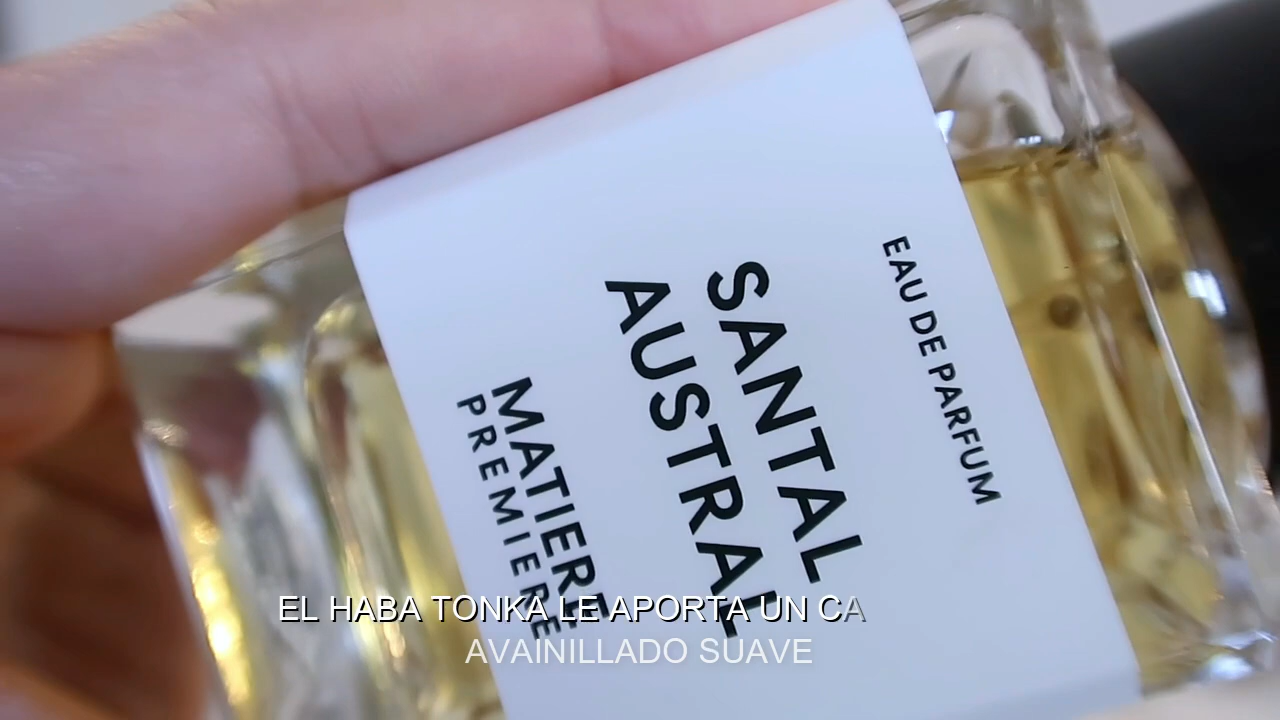 EAU DE PARFUM
SANTAL
AUSTRAL
MATIERE
PREMIERE
EL HABA TONKA LE APORTA UN CA
AVAINILLADO SUAVE